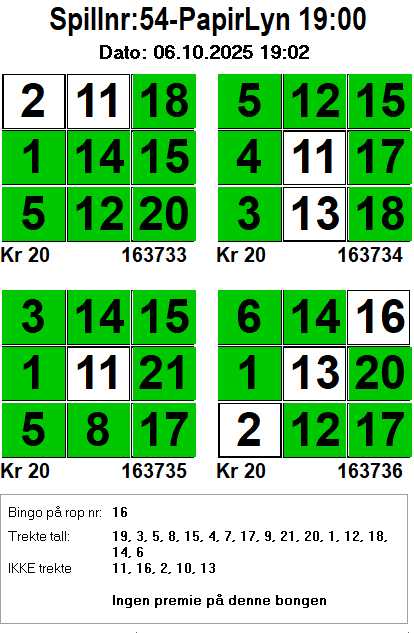 Spillnr:54-PapirLyn 19:00
Dato: 06.10.2025 19:02
2 11 18 5 12 15
1 14 15 4 11 17
5 12 20 3 13 18
Kr 20 163733 Kr 20 163734
3 14 15 6 14 16
1 11 21 1 13 20
5 8 17 2 12 17
Kr 20 163735 Kr 20 163736
Bingo på rop nr: 16
Trekte tall: 19, 3, 5, 8, 15, 4, 7, 17, 9, 21, 20, 1, 12, 18,
14, 6
IKKE trekte 11, 16, 2, 10, 13
Ingen premie på denne bongen